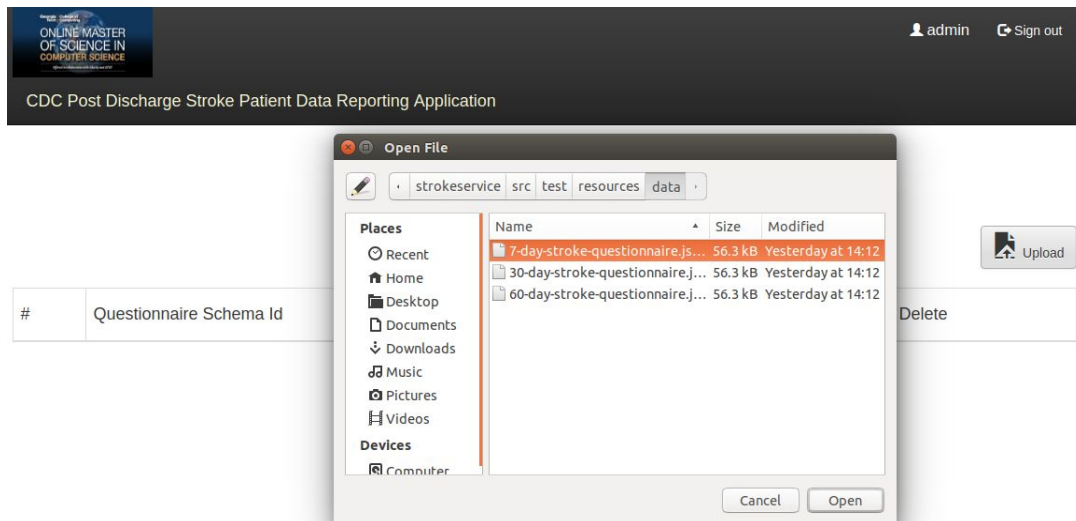 ONLINE MASTER
OF SCIENCE IN
COMPUTER SCIENCE
admin
Sign out
CDC Post Discharge Stroke Patient Data Reporting Application
Open File
strokeservice src test resources data
Places
Name Size Modified
Recent
7-day-stroke-questionnaire.js... 56.3 kB Yesterday at 14:12
Home
30-day-stroke-questionnaire.j... 56.3 kB Yesterday at 14:12
Desktop
60-day-stroke-questionnaire.j... 56.3 kB Yesterday at 14:12
Documents
Downloads
Music
Pictures
Videos
Devices
Computer
Upload
# Questionnaire Schema Id Delete
Cancel Open